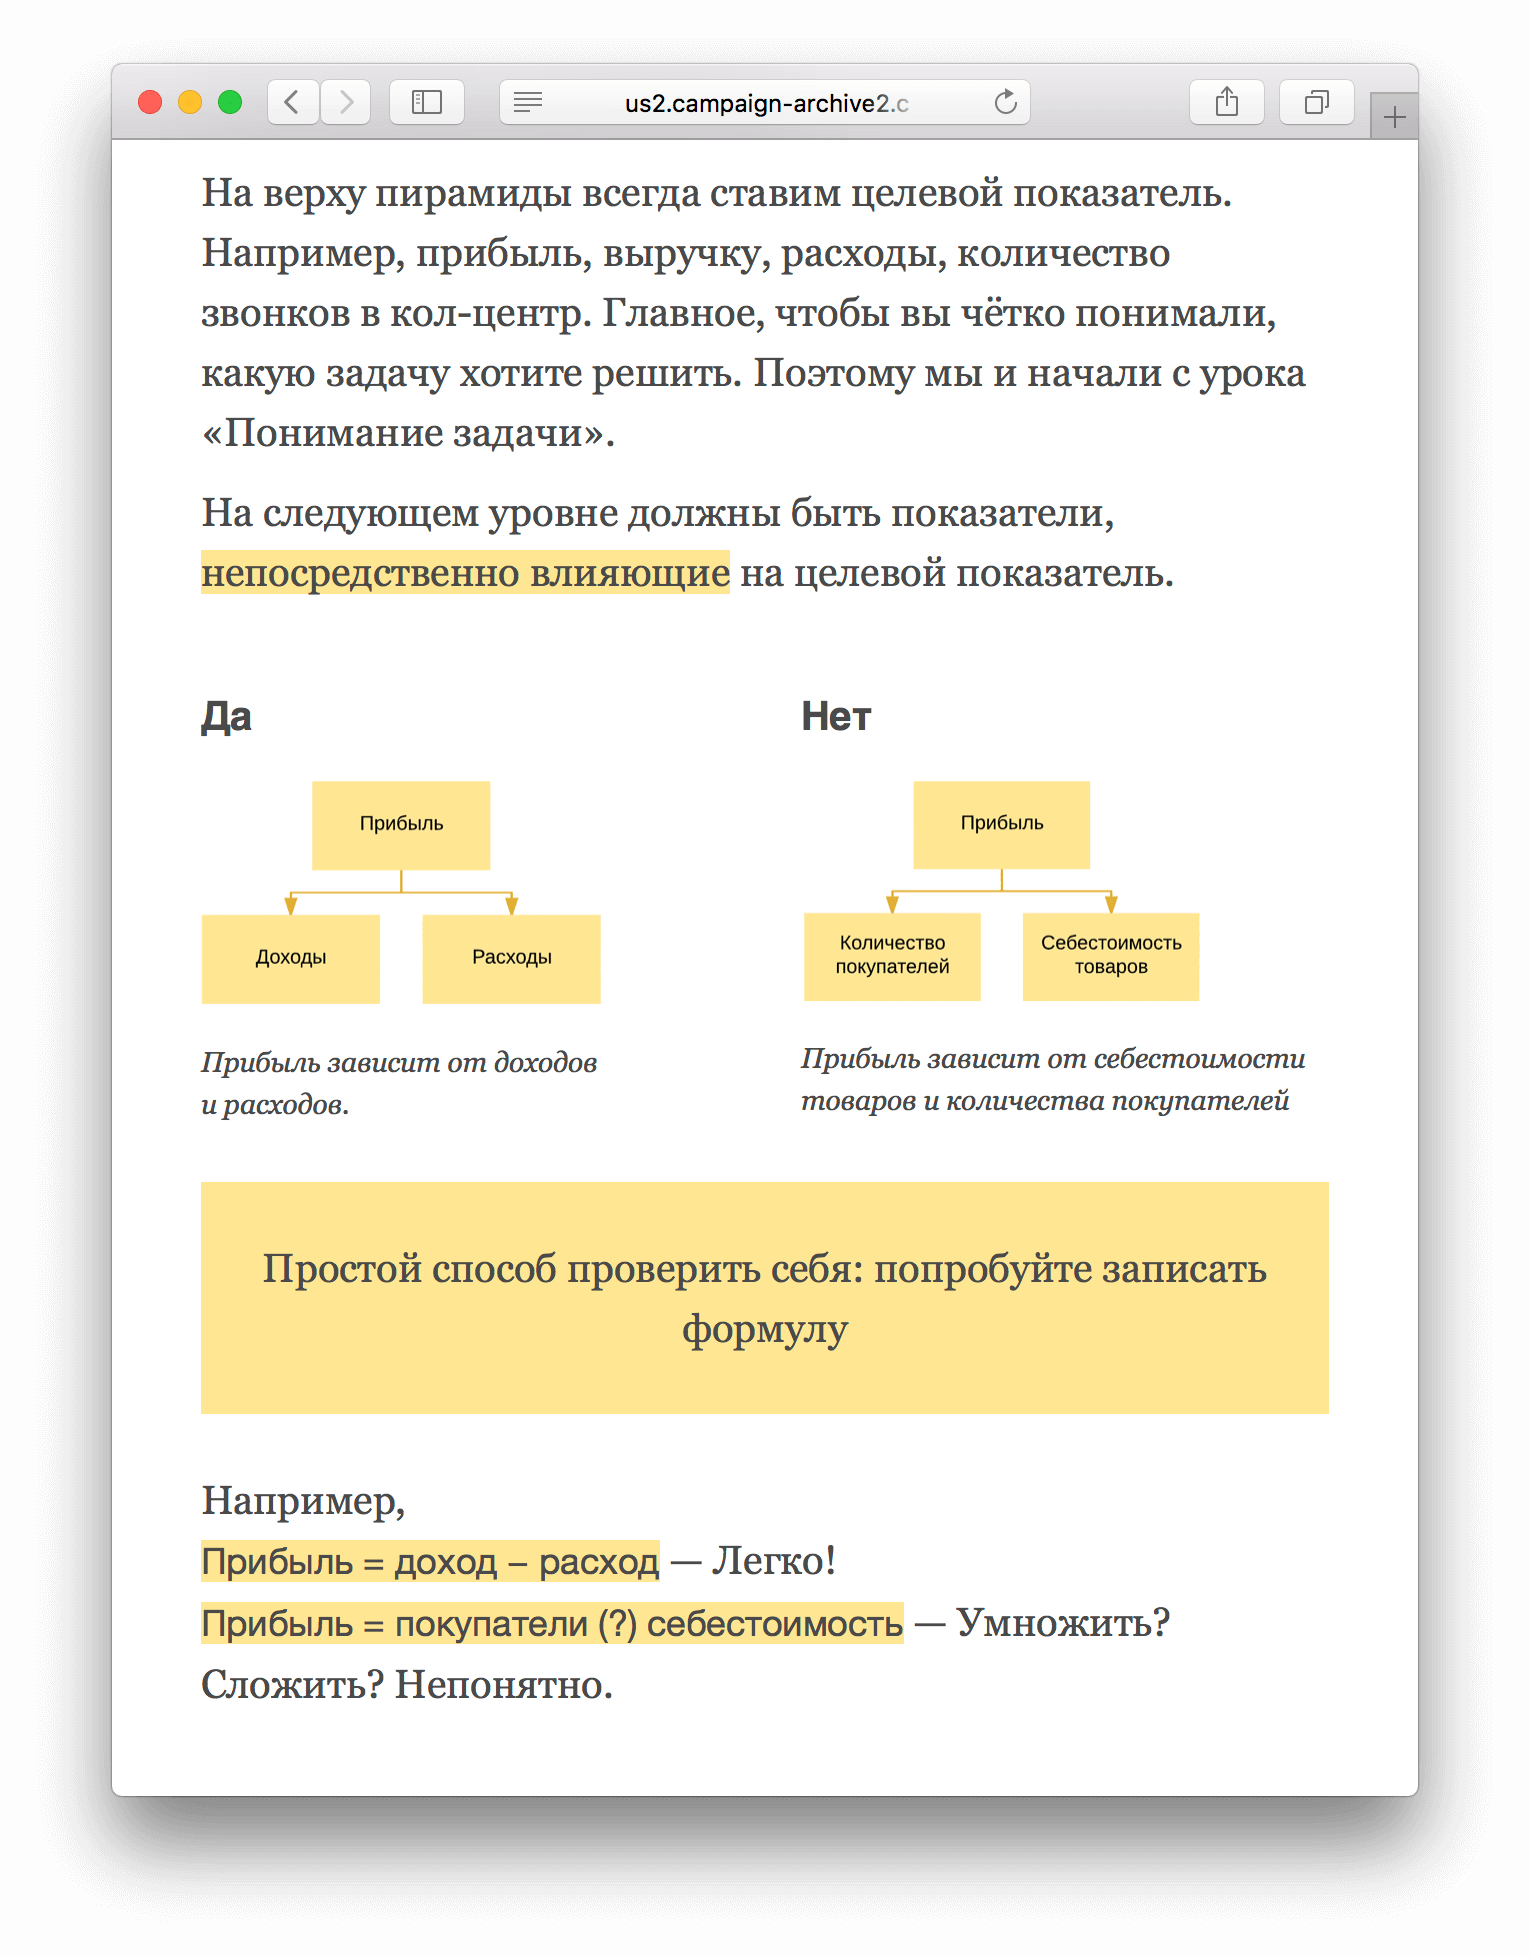 us2.campaign-archive2.c
На верху пирамиды всегда ставим целевой показатель.
Например, прибыль, выручку, расходы, количество
звонков в кол-центр. Главное, чтобы вы чётко понимали,
какую задачу хотите решить. Поэтому мы и начали с урока
«Понимание задачи».
На следующем уровне должны быть показатели,
непосредственно влияющие на целевой показатель.
Да
Прибыль
Доходы
Расходы
Прибыль зависит от доходов
и расходов.
Нет
Прибыль
Количество
покупателей
Себестоимость
товаров
Прибыль зависит от себестоимости
товаров и количества покупателей
Простой способ проверить себя: попробуйте записать
формулу
Например,
Прибыль = доход – расход — Легко!
Прибыль = покупатели (?) себестоимость — Умножить?
Сложить? Непонятно.